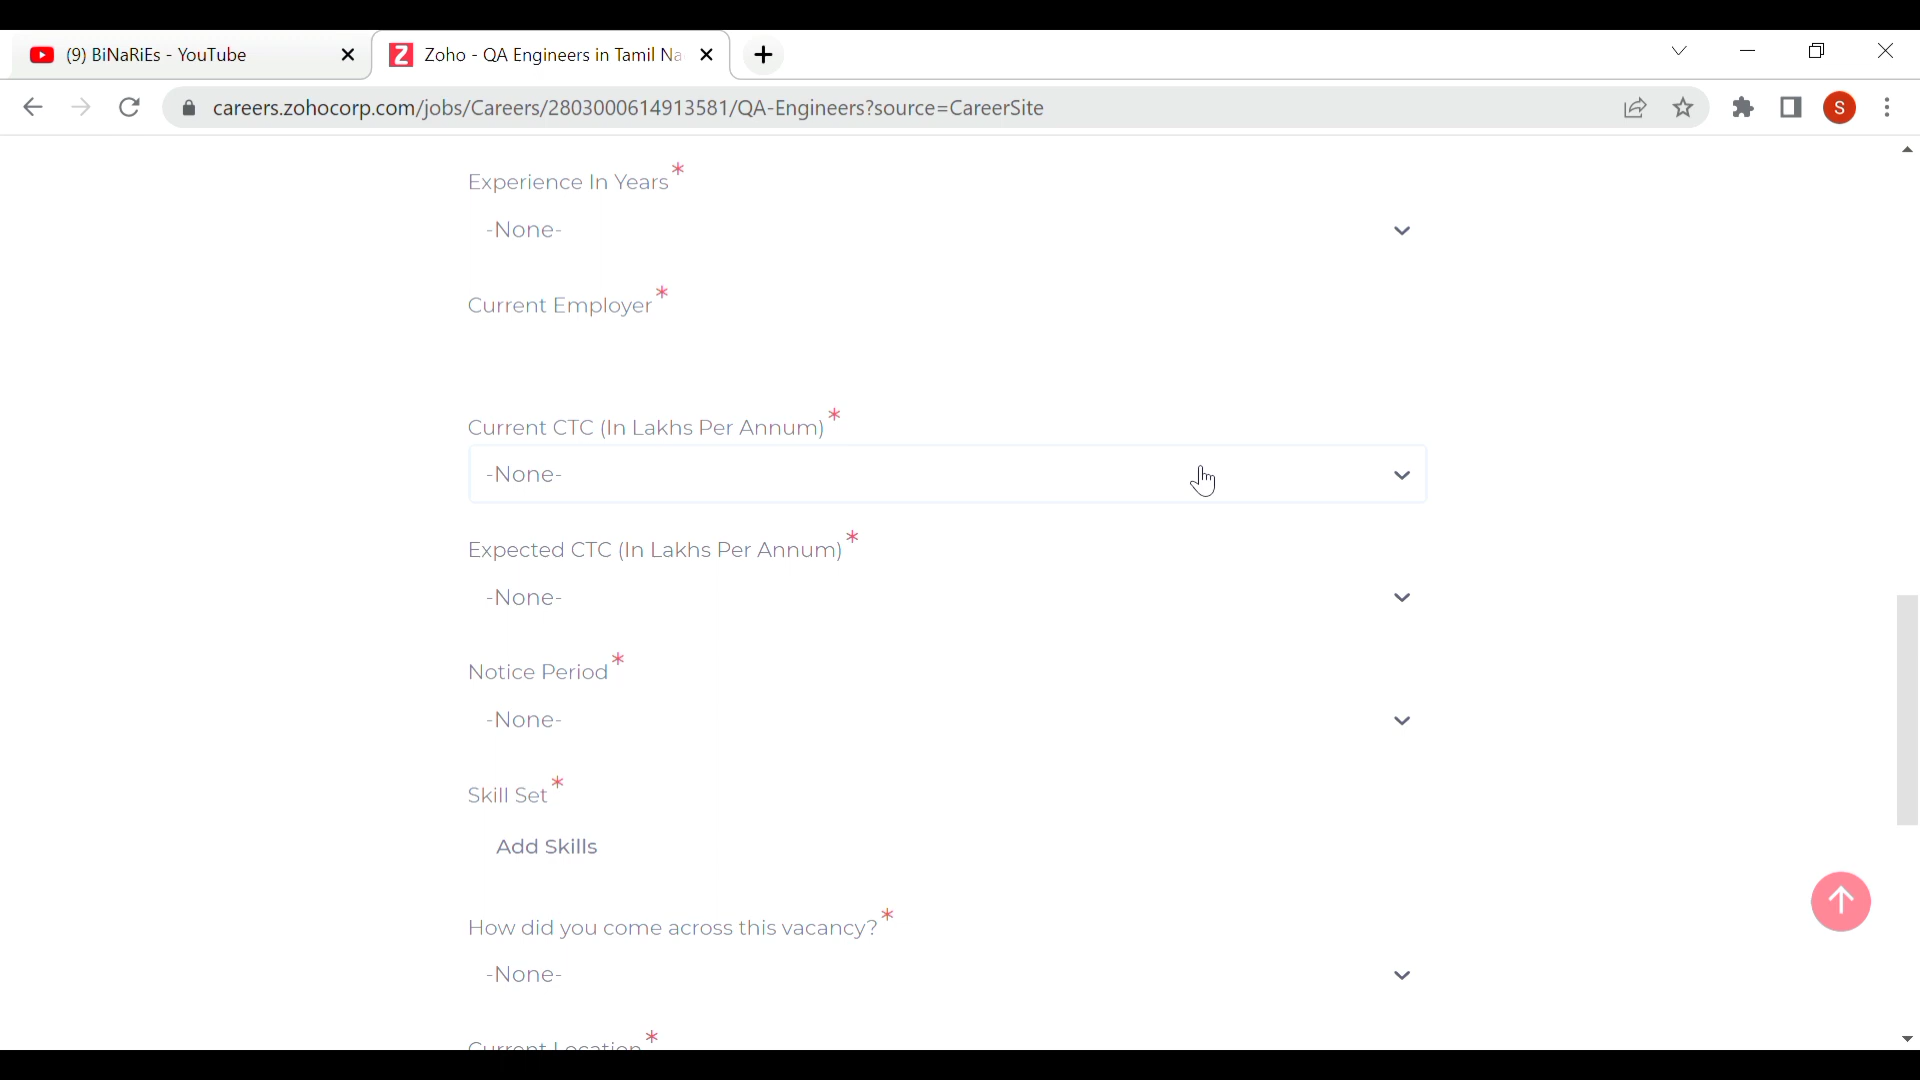 (9) BiNaRiEs - YouTube
Zoho - QA Engineers in Tamil Na
careers.zohocorp.com/jobs/Careers/2803000614913581/QA-Engineers?source=CareerSite
S
Experience In Years*
-None-
Current Employer*
Current CTC (In Lakhs Per Annum)*
-None-
Expected CTC (In Lakhs Per Annum)*
-None-
Notice Period*
-None-
Skill Set*
Add Skills
How did you come across this vacancy?*
-None-
Current Location*